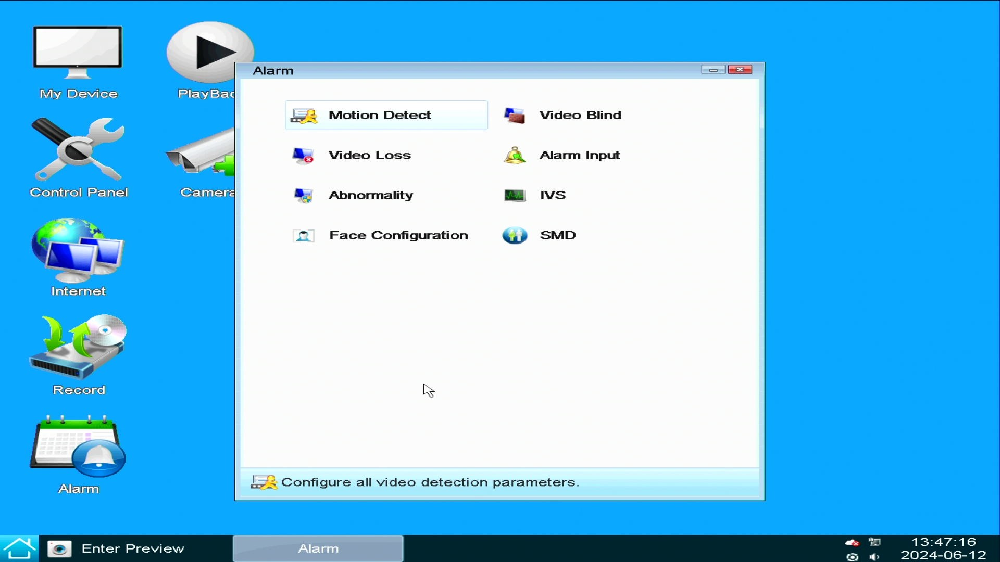 My Device
PlayBac
Control Panel
Camera
Internet
Record
Alarm
Alarm
Motion Detect
Video Blind
Video Loss
Alarm Input
Abnormality
IVS
Face Configuration
SMD
Configure all video detection parameters.
Enter Preview
Alarm
13:47:16
2024-06-12